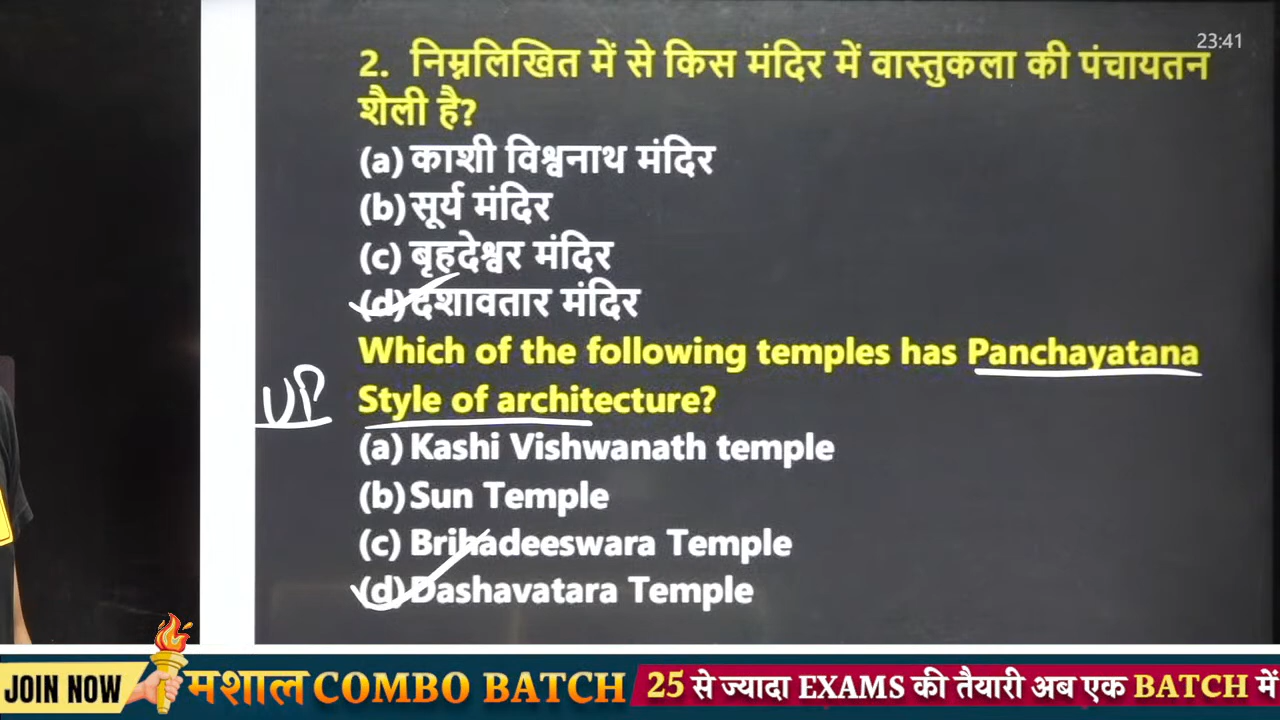 23:41
2. निम्नलिखित में से किस मंदिर में वास्तुकला की पंचायतन
शैली है?
(a) काशी विश्वनाथ मंदिर
(b) सूर्य मंदिर
(c) बृहदेश्वर मंदिर
(d) दशावतार मंदिर
Which of the following temples has Panchayatana
UP
Style of architecture?
(a) Kashi Vishwanath temple
(b) Sun Temple
(c) Brihadeeswara Temple
(d) Dashavatara Temple
JOIN NOW मशाल COMBO BATCH 25 से ज्यादा EXAMS की तैयारी अब एक BATCH में